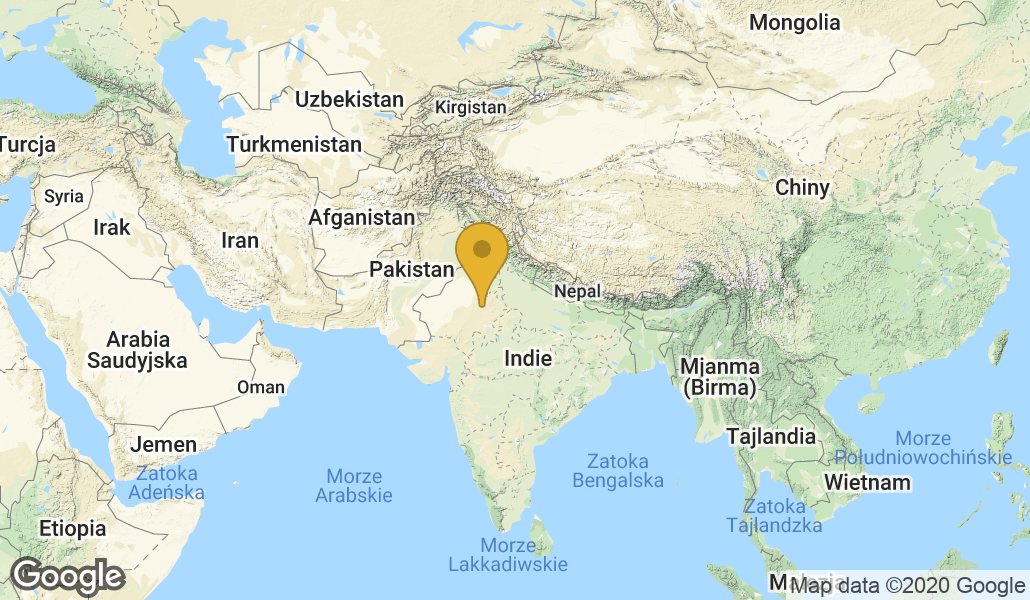 Mongolia
Uzbekistan
Kirgistan
Turcja
Turkmenistan
Syria
Chiny
Irak
Afganistan
Iran
Pakistan
Nepal
Arabia
Saudyjska
Indie
Mjanma
(Birma)
Oman
Jemen
Tajlandia
Morze
Południowochińskie
Zatoka
Adeńska
Morze
Arabskie
Zatoka
Bengalska
Wietnam
Etiopia
Zatoka
Tajlandzka
Morze
Lakkadiwskie
Google
Malezja
Map data ©2020 Google